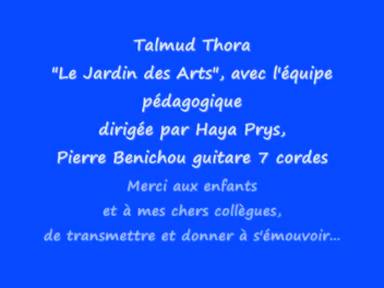 Talmud Thora
"Le Jardin des Arts", avec l'équipe
pédagogique
dirigée par Haya Prys,
Pierre Benichou guitare 7 cordes
Merci aux enfants
et à mes chers collègues,
de transmettre et donner à s'émouvoir...